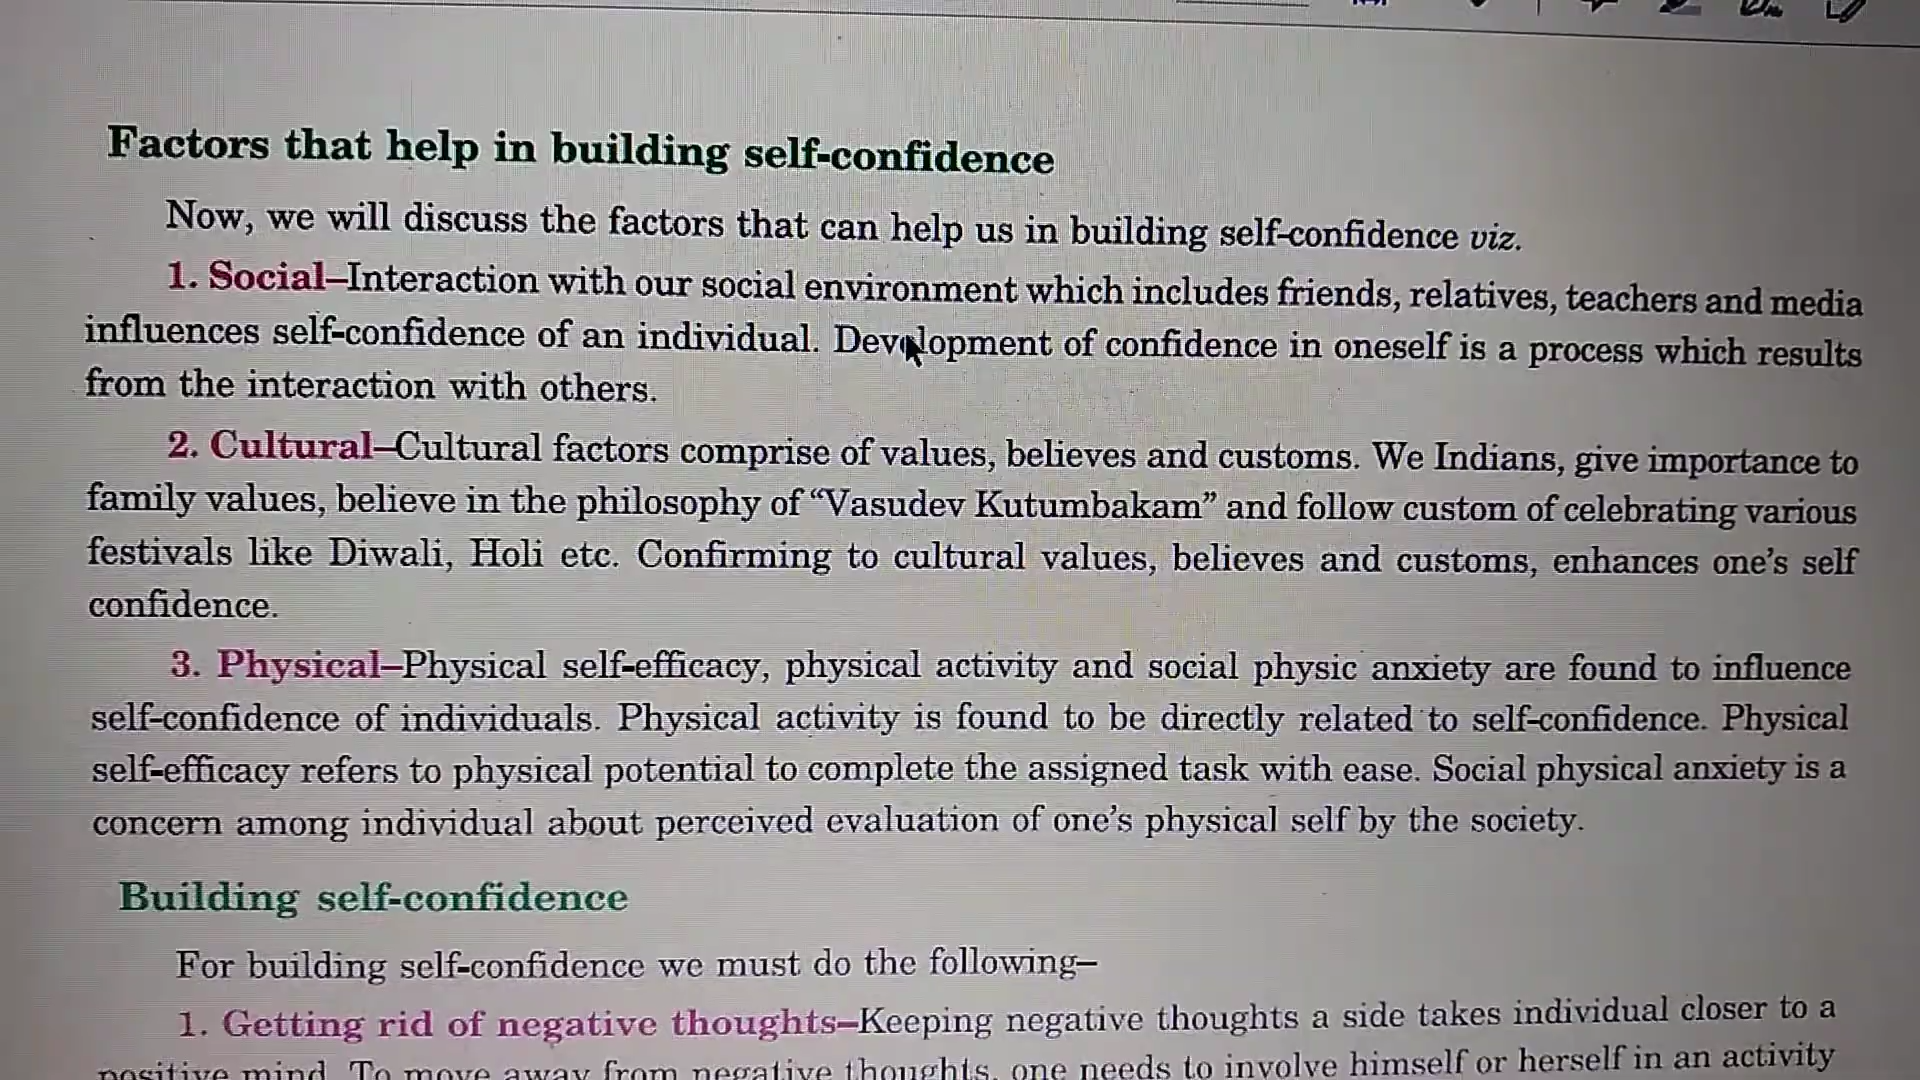 Factors that help in building self-confidence
Now, we will discuss the factors that can help us in building self-confidence viz.
1. Social–Interaction with our social environment which includes friends, relatives, teachers and media
influences self-confidence of an individual. Development of confidence in oneself is a process which results
from the interaction with others.
2. Cultural–Cultural factors comprise of values, believes and customs. We Indians, give importance to
family values, believe in the philosophy of “Vasudev Kutumbakam” and follow custom of celebrating various
festivals like Diwali, Holi etc. Confirming to cultural values, believes and customs, enhances one’s self
confidence.
3. Physical–Physical self-efficacy, physical activity and social physic anxiety are found to influence
self-confidence of individuals. Physical activity is found to be directly related to self-confidence. Physical
self-efficacy refers to physical potential to complete the assigned task with ease. Social physical anxiety is a
concern among individual about perceived evaluation of one’s physical self by the society.
Building self-confidence
For building self-confidence we must do the following–
1. Getting rid of negative thoughts–Keeping negative thoughts a side takes individual closer to a
positive mind. To move away from negative thoughts, one needs to involve himself or herself in an activity